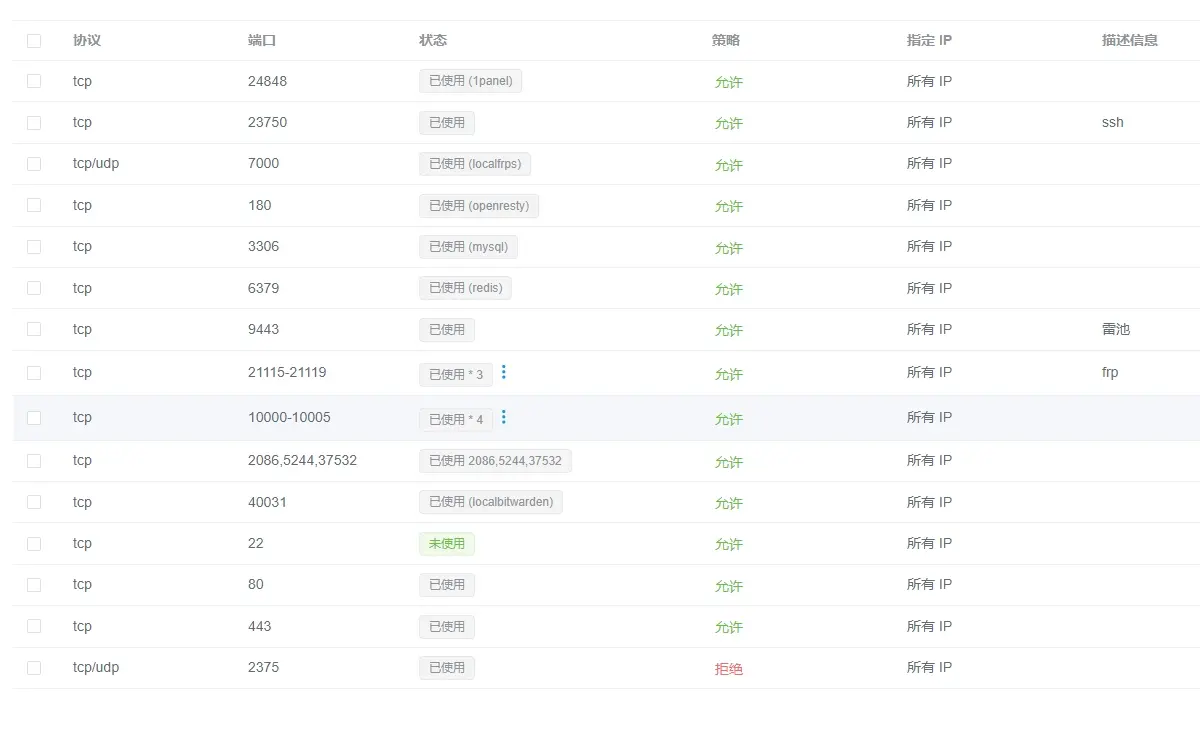 协议 端口 状态 策略 指定 IP 描述信息
tcp 24848 已使用 (1panel) 允许 所有 IP
tcp 23750 已使用 允许 所有 IP ssh
tcp/udp 7000 已使用 (localfrps) 允许 所有 IP
tcp 180 已使用 (openresty) 允许 所有 IP
tcp 3306 已使用 (mysql) 允许 所有 IP
tcp 6379 已使用 (redis) 允许 所有 IP
tcp 9443 已使用 允许 所有 IP 雷池
tcp 21115-21119 已使用 * 3 允许 所有 IP frp
tcp 10000-10005 已使用 * 4 允许 所有 IP
tcp 2086,5244,37532 已使用 2086,5244,37532 允许 所有 IP
tcp 40031 已使用 (localbitwarden) 允许 所有 IP
tcp 22 未使用 允许 所有 IP
tcp 80 已使用 允许 所有 IP
tcp 443 已使用 允许 所有 IP
tcp/udp 2375 已使用 拒绝 所有 IP